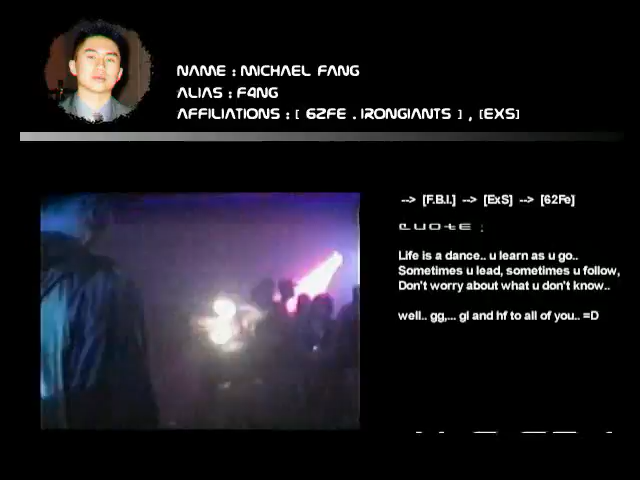 NAME : MICHAEL FANG
ALIAS : F4NG
AFFILIATIONS : [ 62FE . IRONGIANTS ] , [EXS]
--> [F.B.I.] --> [ExS] --> [62Fe]
QUOTE :
Life is a dance.. u learn as u go..
Sometimes u lead, sometimes u follow,
Don't worry about what u don't know..
well.. gg,... gl and hf to all of you.. =D